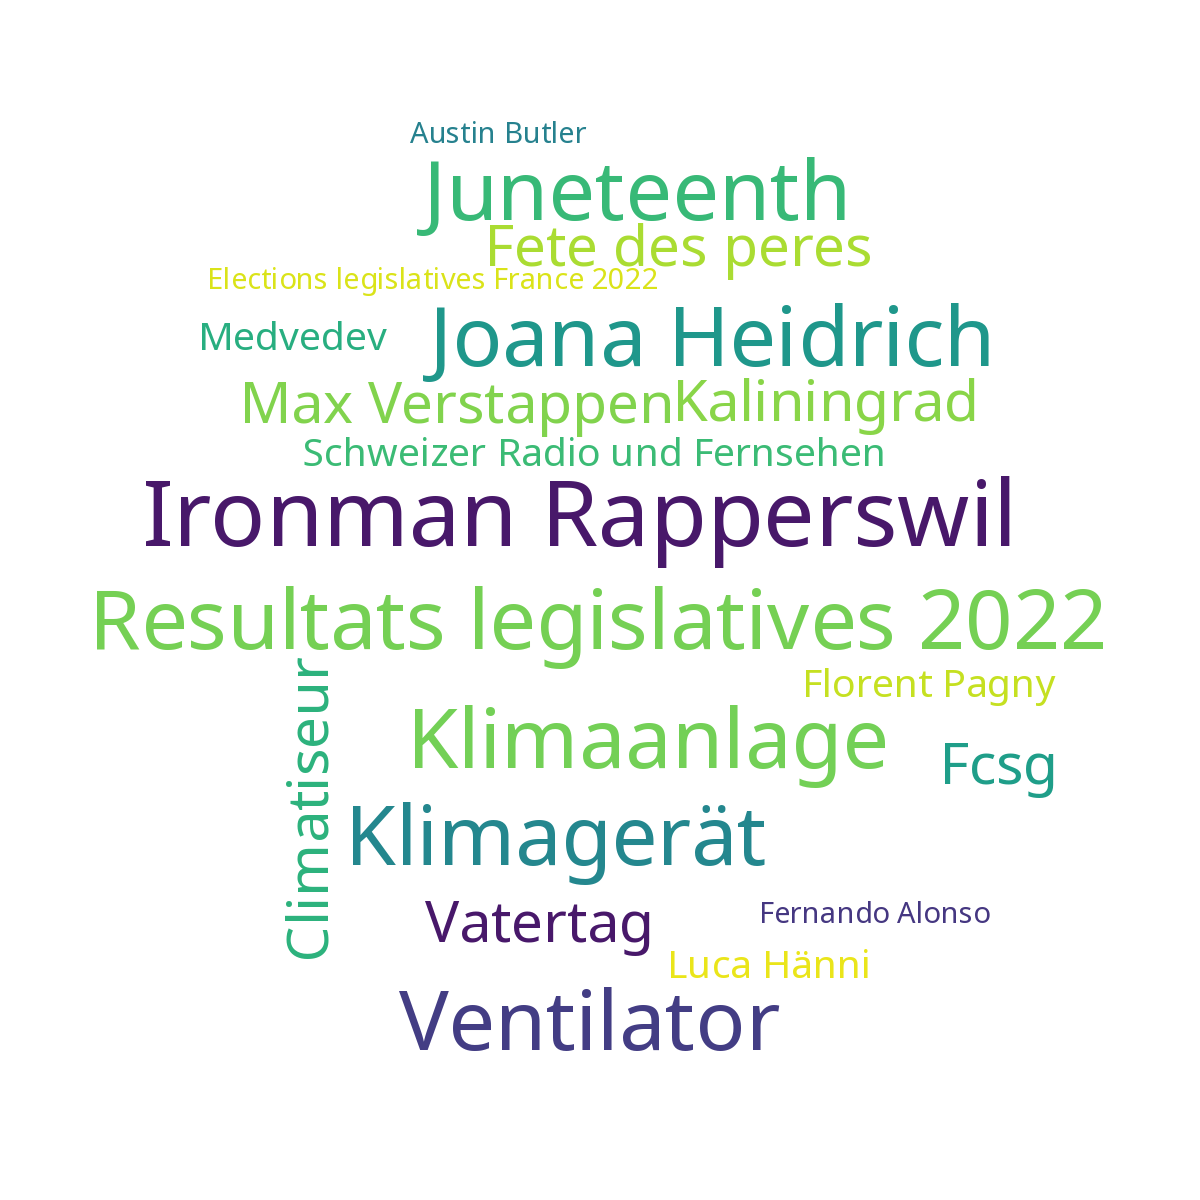 Austin Butler
Juneteenth
Fete des peres
Elections legislatives France 2022
Joana Heidrich
Medvedev
Max Verstappen
Kaliningrad
Schweizer Radio und Fernsehen
Ironman Rapperswil
Resultats legislatives 2022
Florent Pagny
Klimaanlage
Fcsg
Climatiseur
Klimagerät
Vatertag
Fernando Alonso
Luca Hänni
Ventilator